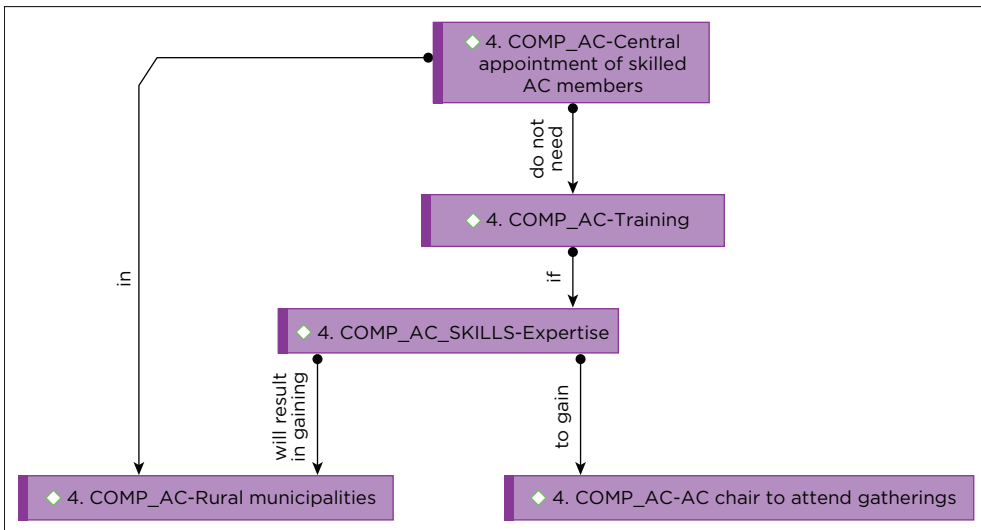 4. COMP_AC-Central
appointment of skilled
AC members
do not
need
4. COMP_AC-Training
in
if
4. COMP_AC_SKILLS-Expertise
will result
in gaining
to gain
4. COMP_AC-Rural municipalities
4. COMP_AC-AC chair to attend gatherings